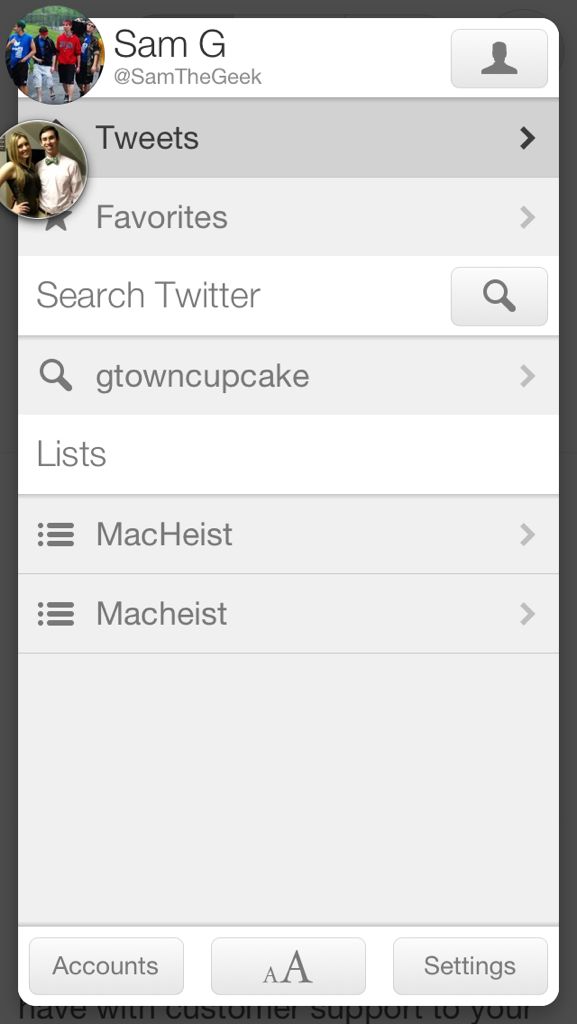 Sam G
@SamTheGeek
Tweets
Favorites
Search Twitter
gtowncupcake
Lists
MacHeist
Macheist
Accounts
AA
Settings
have with customer support to your